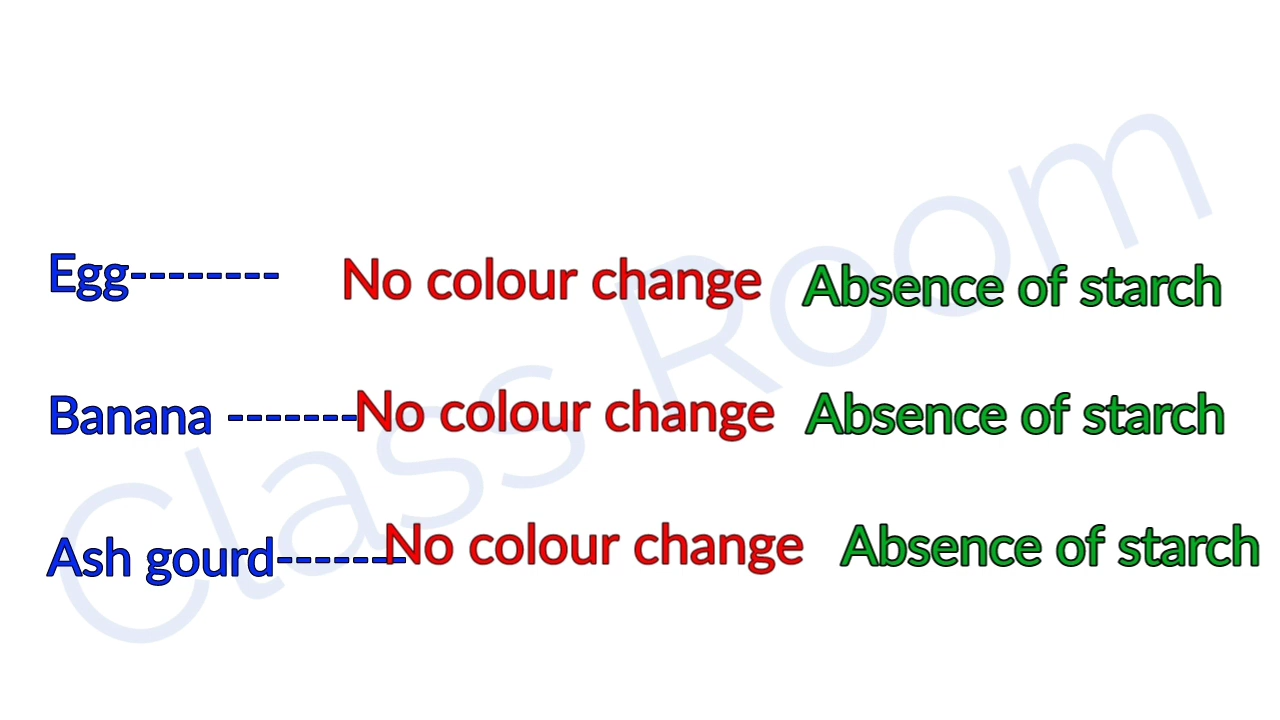 Egg-------- No colour change Absence of starch
Banana -------No colour change Absence of starch
Ash gourd-------No colour change Absence of starch
Class Room